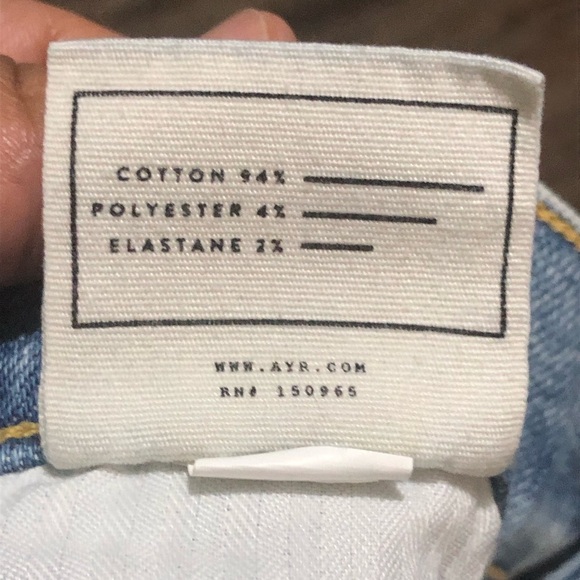 COTTON 94%
POLYESTER 4%
ELASTANE 2%
WWW.AYR.COM
RN# 150965